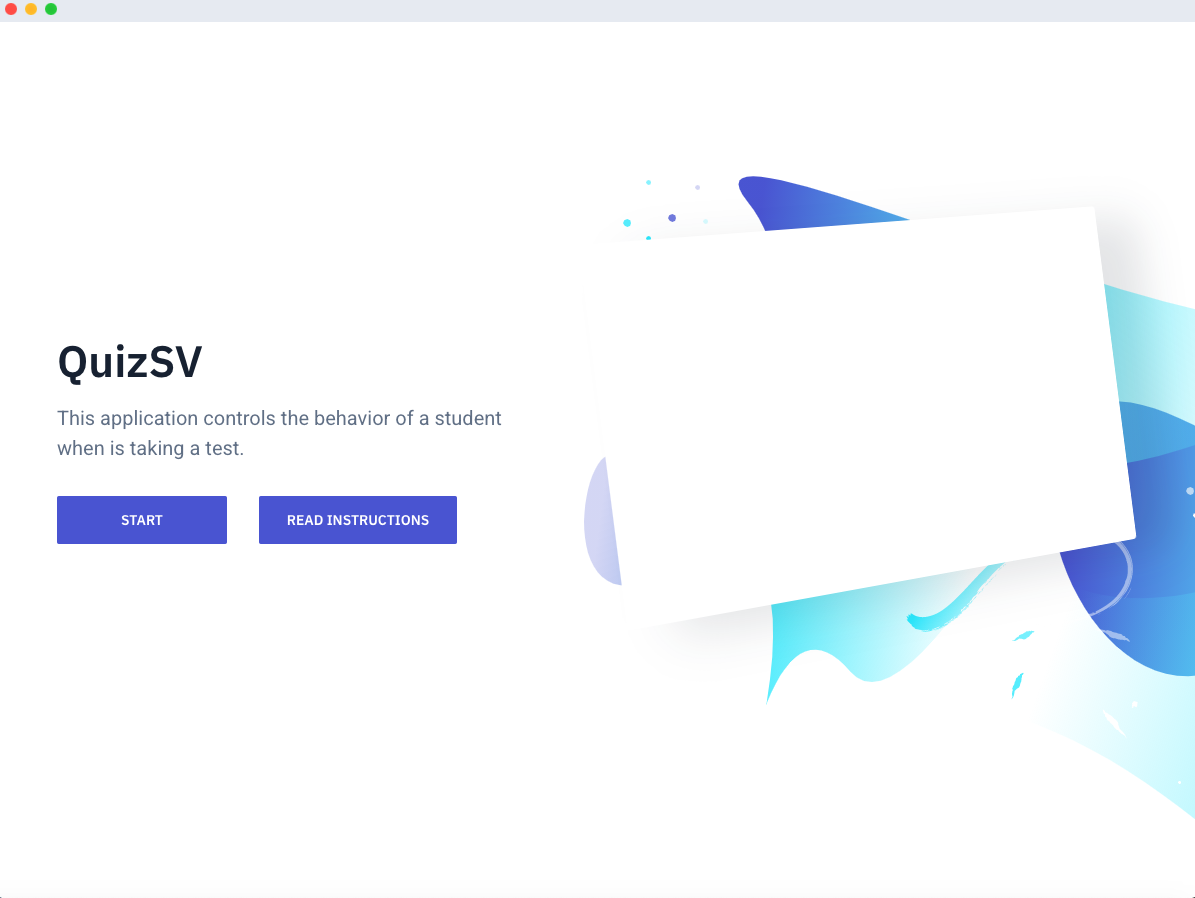 QuizSV
This application controls the behavior of a student
when is taking a test.
START
READ INSTRUCTIONS